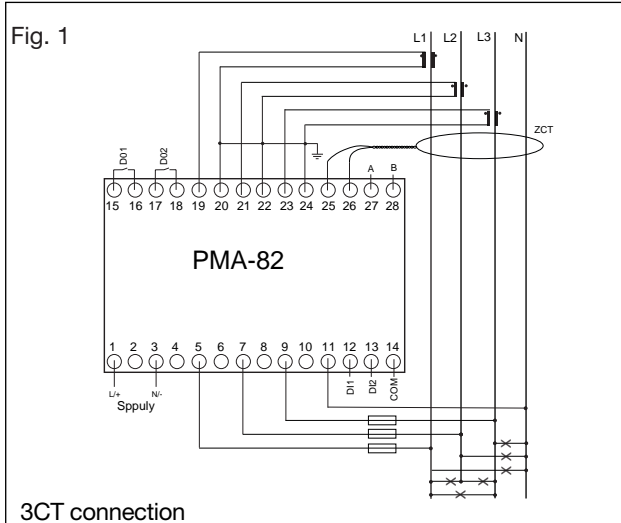 Fig. 1
L1 L2 L3 N
ZCT
D01 D02 A B
15 16 17 18 19 20 21 22 23 24 25 26 27 28
PMA-82
1 2 3 4 5 6 7 8 9 10 11 12 13 14
L/+ N/- DI1 DI2 COM
Sppuly
3CT connection